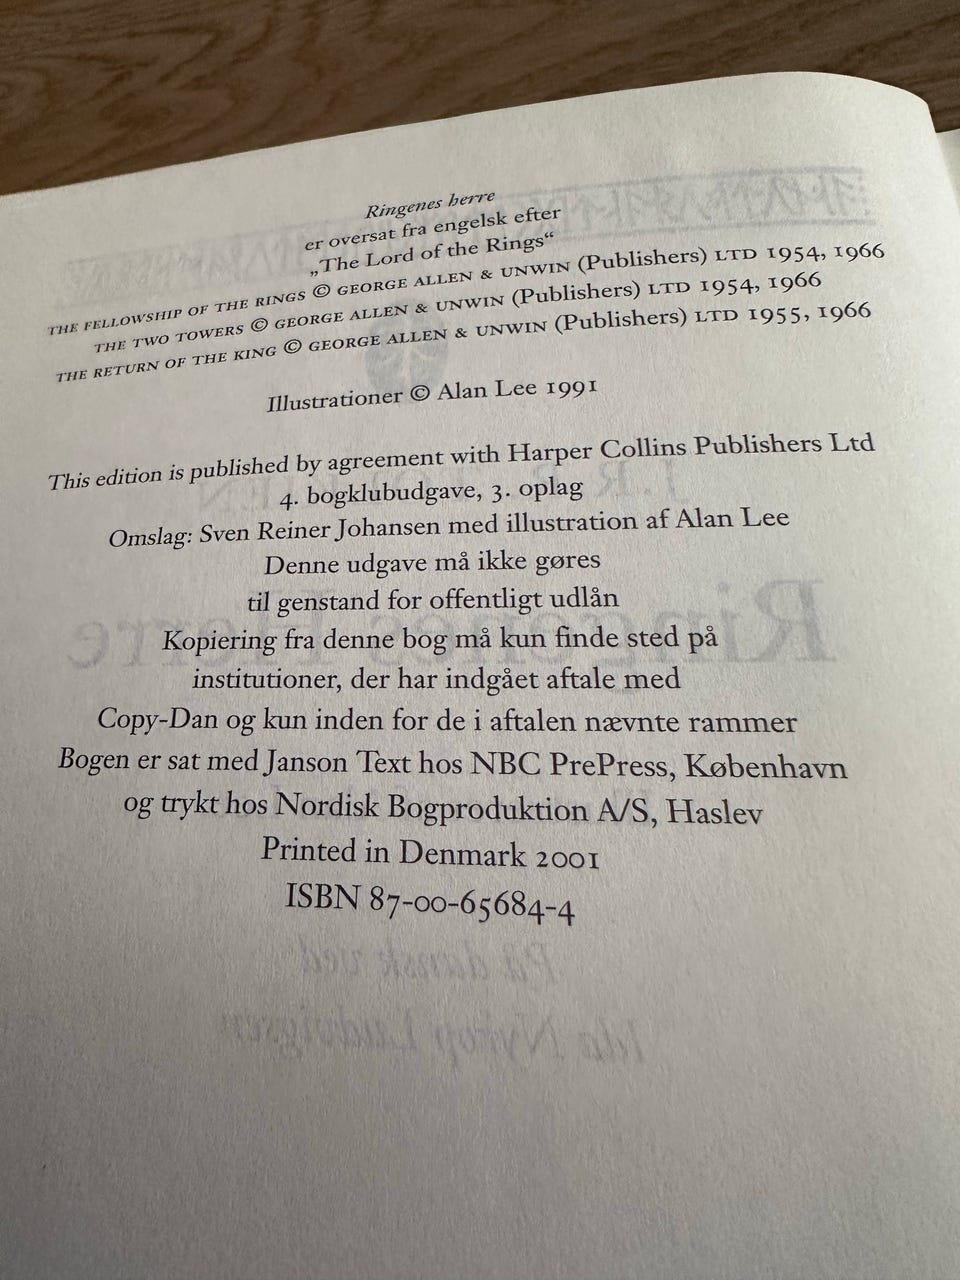 Ringenes herre
er oversat fra engelsk efter
„The Lord of the Rings“
THE FELLOWSHIP OF THE RINGS © GEORGE ALLEN & UNWIN (Publishers) LTD 1954, 1966
THE TWO TOWERS © GEORGE ALLEN & UNWIN (Publishers) LTD 1954, 1966
THE RETURN OF THE KING © GEORGE ALLEN & UNWIN (Publishers) LTD 1955, 1966
Illustrationer © Alan Lee 1991
This edition is published by agreement with Harper Collins Publishers Ltd
4. bogklubudgave, 3. oplag
Omslag: Sven Reiner Johansen med illustration af Alan Lee
Denne udgave må ikke gøres
til genstand for offentligt udlån
Kopiering fra denne bog må kun finde sted på
institutioner, der har indgået aftale med
Copy-Dan og kun inden for de i aftalen nævnte rammer
Bogen er sat med Janson Text hos NBC PrePress, København
og trykt hos Nordisk Bogproduktion A/S, Haslev
Printed in Denmark 2001
ISBN 87-00-65684-4
På dansk ved
Ida Nyrop Ludvigsen